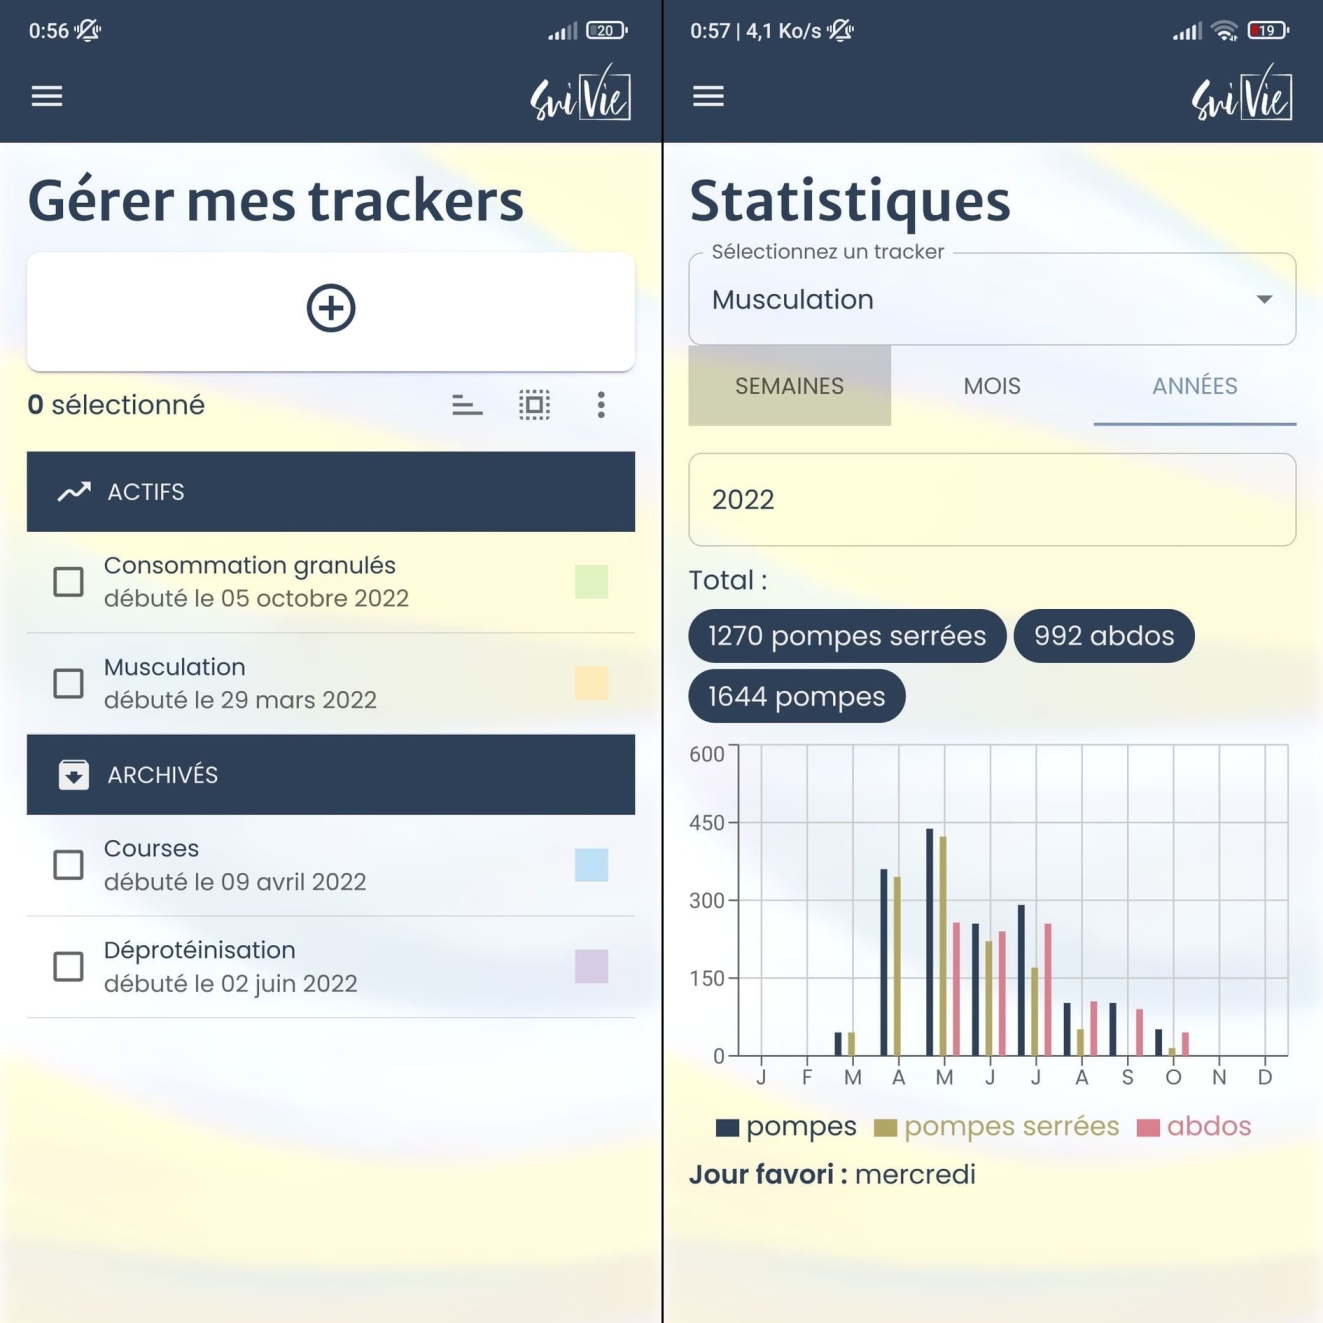 0:56
20
SuiVie
Gérer mes trackers
0 sélectionné
ACTIFS
Consommation granulés
débuté le 05 octobre 2022
Musculation
débuté le 29 mars 2022
ARCHIVÉS
Courses
débuté le 09 avril 2022
Déprotéinisation
débuté le 02 juin 2022
0:57 | 4,1 Ko/s
19
SuiVie
Statistiques
Sélectionnez un tracker
Musculation
SEMAINES MOIS ANNÉES
2022
Total :
1270 pompes serrées 992 abdos
1644 pompes
600
450
300
150
0
J F M A M J J A S O N D
pompes pompes serrées abdos
Jour favori : mercredi